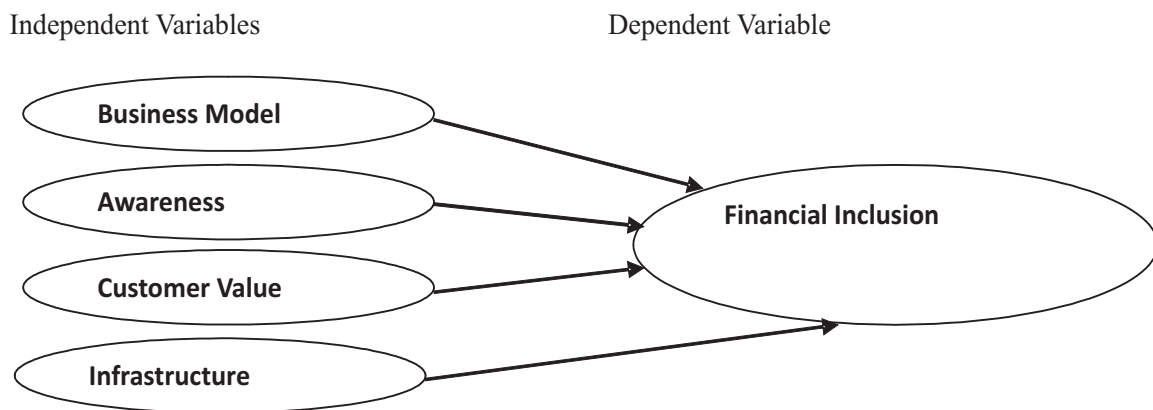 Independent Variables
Dependent Variable
Business Model
Awareness
Financial Inclusion
Customer Value
Infrastructure